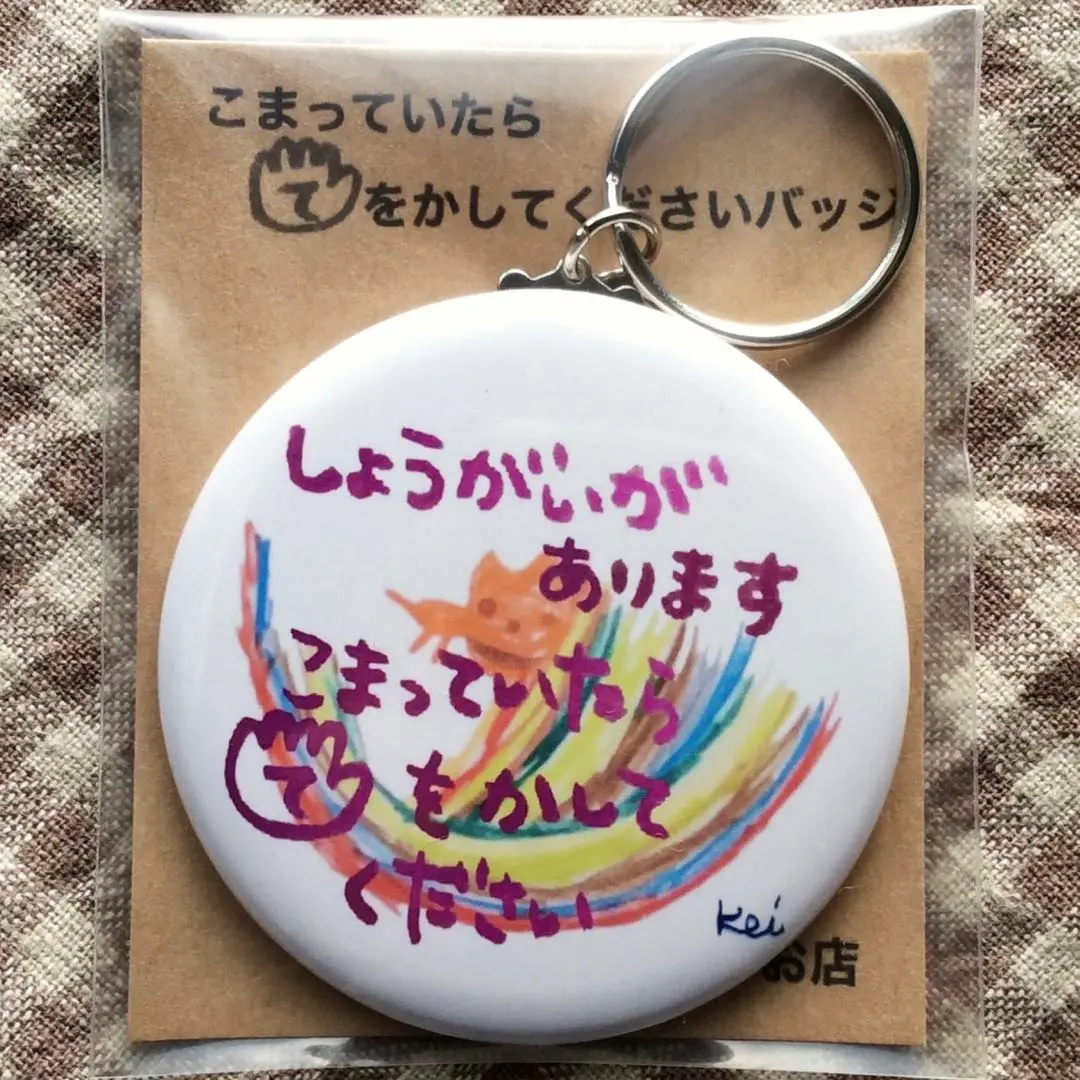 こまっていたら
てをかしてくださいバッジ
しょうがいが
あります
こまっていたら
てをかして
ください
Kei
お店